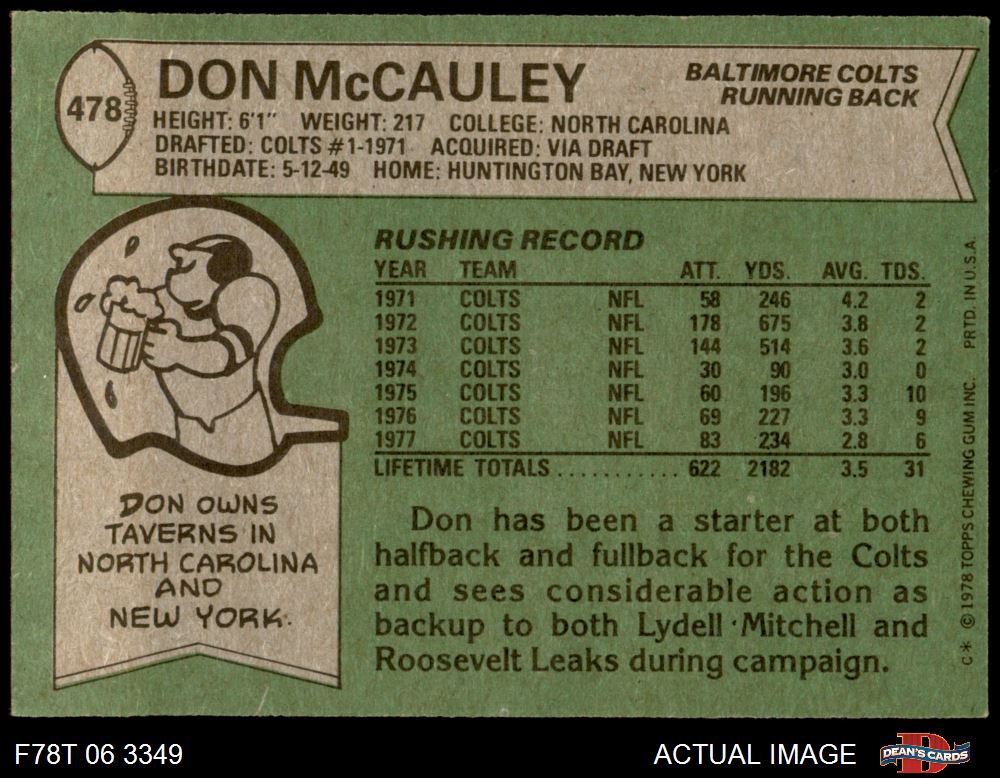 478
DON McCAULEY
BALTIMORE COLTS
RUNNING BACK
HEIGHT: 6'1" WEIGHT: 217 COLLEGE: NORTH CAROLINA
DRAFTED: COLTS #1-1971 ACQUIRED: VIA DRAFT
BIRTHDATE: 5-12-49 HOME: HUNTINGTON BAY, NEW YORK
RUSHING RECORD
YEAR TEAM ATT. YDS. AVG. TDS.
1971 COLTS NFL 58 246 4.2 2
1972 COLTS NFL 178 675 3.8 2
1973 COLTS NFL 144 514 3.6 2
1974 COLTS NFL 30 90 3.0 0
1975 COLTS NFL 60 196 3.3 10
1976 COLTS NFL 69 227 3.3 9
1977 COLTS NFL 83 234 2.8 6
LIFETIME TOTALS ........... 622 2182 3.5 31
DON OWNS
TAVERNS IN
NORTH CAROLINA
AND
NEW YORK.
Don has been a starter at both
halfback and fullback for the Colts
and sees considerable action as
backup to both Lydell Mitchell and
Roosevelt Leaks during campaign.
C* © 1978 TOPPS CHEWING GUM INC. PRTD. IN U.S.A.
F78T 06 3349
ACTUAL IMAGE
D
DEAN'S CARDS